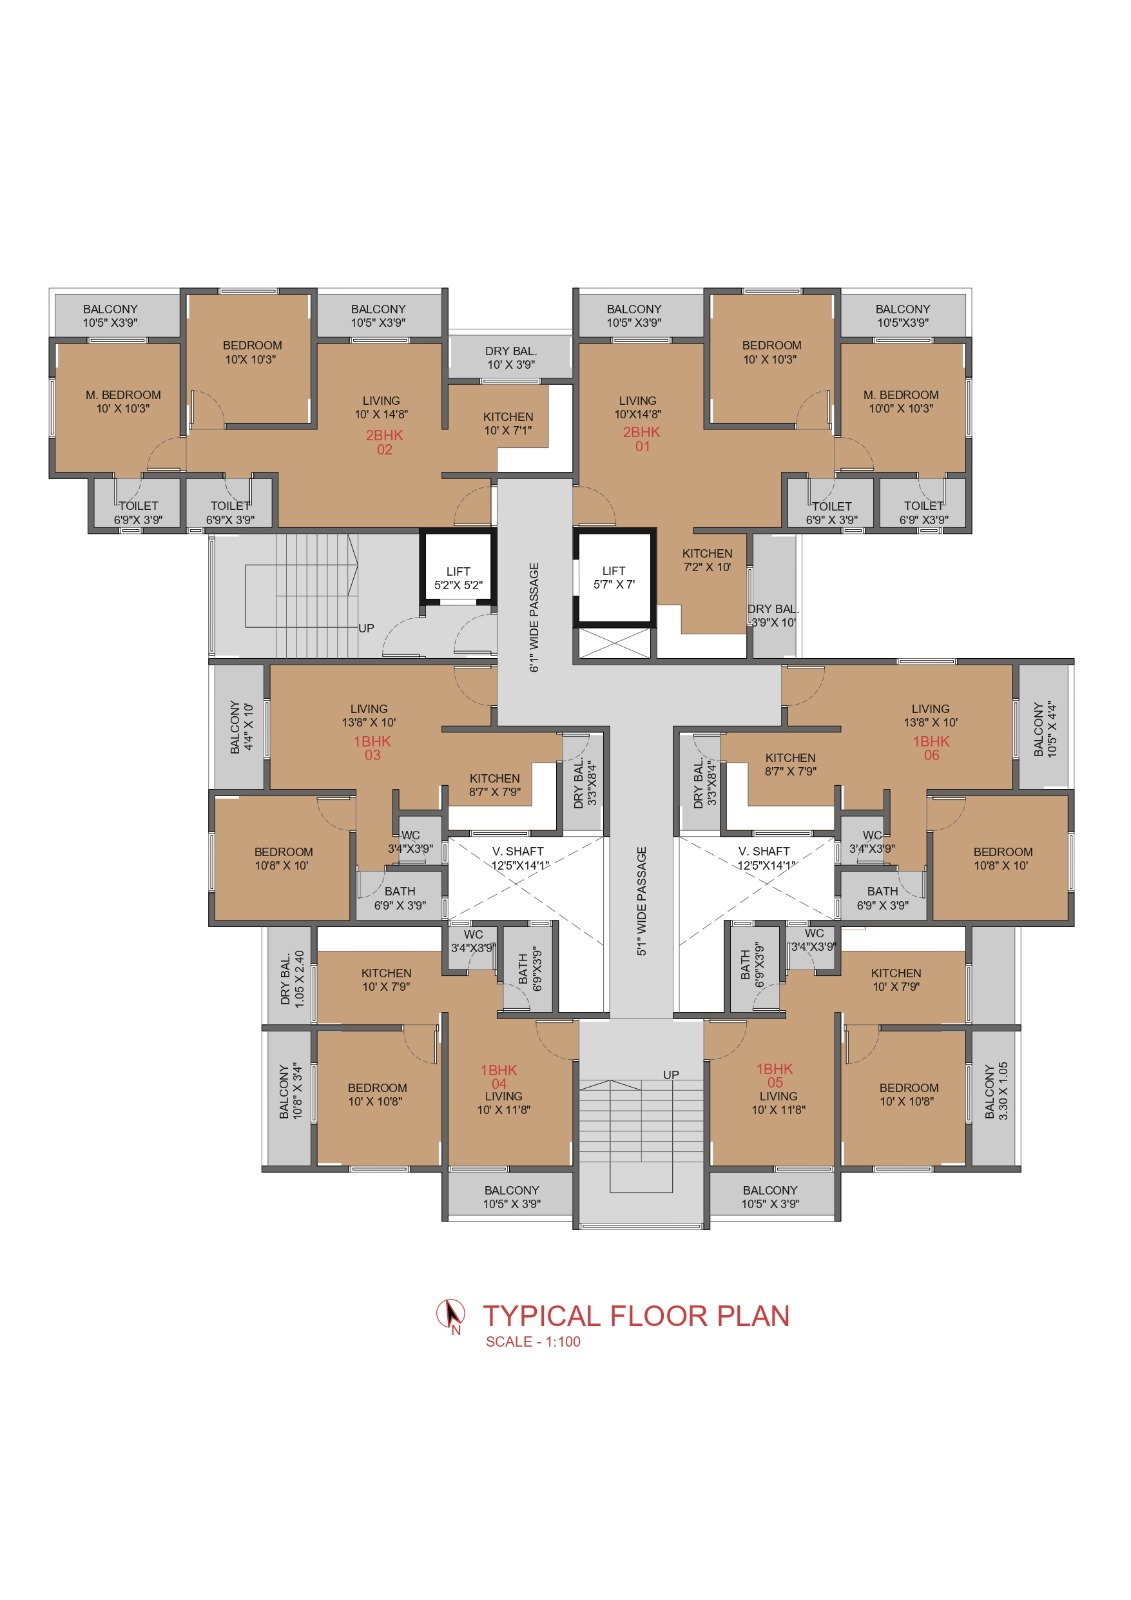 BALCONY
10'5" X3'9"
BEDROOM
10'X 10'3"
BALCONY
10'5" X3'9"
DRY BAL.
10' X 3'9"
BALCONY
10'5" X3'9"
BEDROOM
10' X 10'3"
BALCONY
10'5"X3'9"
M. BEDROOM
10' X 10'3"
LIVING
10' X 14'8"
2BHK
02
KITCHEN
10' X 7'1"
LIVING
10'X14'8"
2BHK
01
M. BEDROOM
10'0" X 10'3"
TOILET
6'9"X 3'9"
TOILET
6'9"X 3'9"
TOILET
6'9" X 3'9"
TOILET
6'9" X3'9"
LIFT
5'2"X 5'2"
6'1" WIDE PASSAGE
LIFT
5'7" X 7'
KITCHEN
7'2" X 10'
DRY BAL.
3'9"X 10'
UP
BALCONY
4'4" X 10'
LIVING
13'8" X 10'
1BHK
03
KITCHEN
8'7" X 7'9"
DRY BAL.
3'3"X8'4"
DRY BAL.
3'3"X8'4"
KITCHEN
8'7" X 7'9"
LIVING
13'8" X 10'
1BHK
06
BALCONY
10'5" X 4'4"
BEDROOM
10'8" X 10'
WC
3'4"X3'9"
BATH
6'9" X 3'9"
V. SHAFT
12'5"X14'1"
5'1" WIDE PASSAGE
V. SHAFT
12'5"X14'1"
WC
3'4"X3'9"
BATH
6'9" X 3'9"
BEDROOM
10'8" X 10'
DRY BAL.
1.05 X 2.40
KITCHEN
10' X 7'9"
WC
3'4"X3'9"
BATH
6'9"X3'9"
BATH
6'9"X3'9"
WC
3'4"X3'9"
KITCHEN
10' X 7'9"
BALCONY
10'8" X 3'4"
BEDROOM
10' X 10'8"
1BHK
04
LIVING
10' X 11'8"
UP
1BHK
05
LIVING
10' X 11'8"
BEDROOM
10' X 10'8"
BALCONY
3.30 X 1.05
BALCONY
10'5" X 3'9"
BALCONY
10'5" X 3'9"
N
TYPICAL FLOOR PLAN
SCALE - 1:100